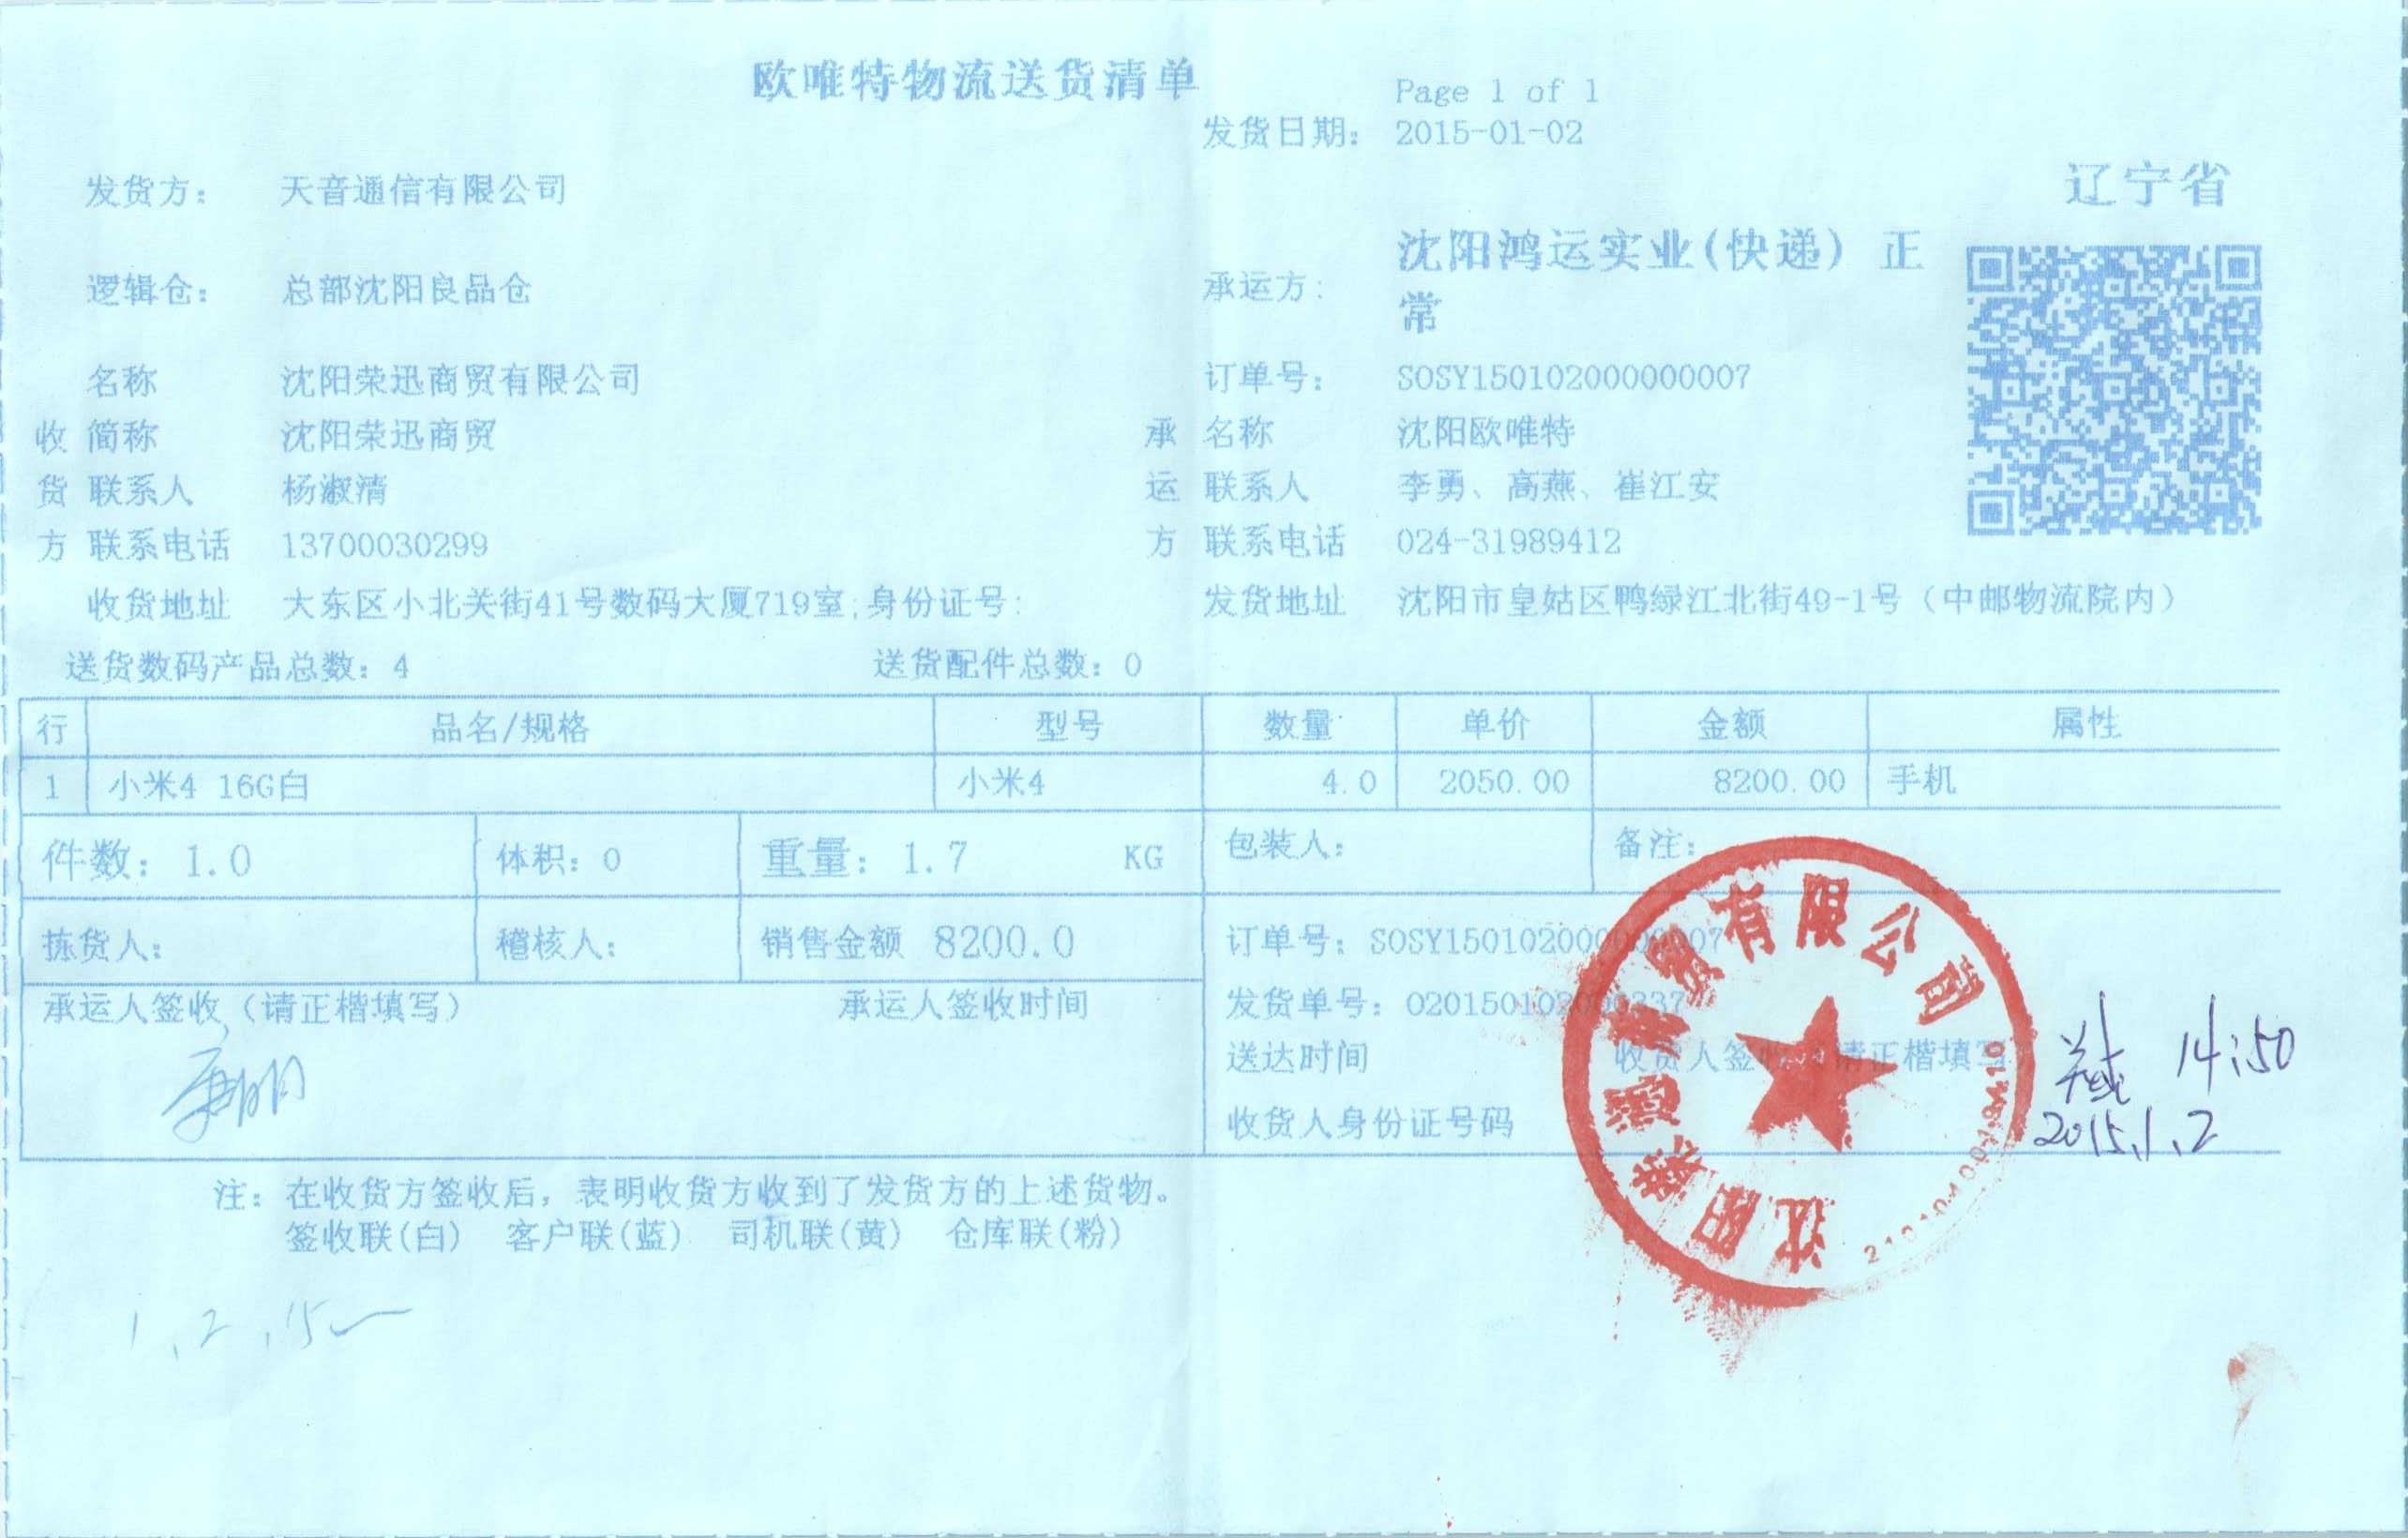 欧唯特物流送货清单
Page 1 of 1
发货日期: 2015-01-02
辽宁省
发货方: 天音通信有限公司
承运方: 沈阳鸿运实业(快递) 正
常
逻辑仓: 总部沈阳良品仓
名称 沈阳荣迅商贸有限公司 订单号: SOSY150102000000007
收 简称 沈阳荣迅商贸 承 名称 沈阳欧唯特
货 联系人 杨淑清 运 联系人 李勇、高燕、崔江安
方 联系电话 13700030299 方 联系电话 024-31989412
收货地址 大东区小北关街41号数码大厦719室;身份证号: 发货地址 沈阳市皇姑区鸭绿江北街49-1号(中邮物流院内)
送货数码产品总数: 4 送货配件总数: 0
行 品名/规格 型号 数量 单价 金额 属性
1 小米4 16G白 小米4 4.0 2050.00 8200.00 手机
件数: 1.0 体积: 0 重量: 1.7 KG 包装人: 备注:
拣货人: 稽核人: 销售金额 8200.0 订单号: SOSY150102000000007
承运人签收(请正楷填写) 承运人签收时间 发货单号:
送达时间 收货人签收(请正楷填写)
14:50
收货人身份证号码
2015.1.2
沈阳荣迅商贸有限公司
注: 在收货方签收后, 表明收货方收到了发货方的上述货物。
签收联(白) 客户联(蓝) 司机联(黄) 仓库联(粉)
1.2.15